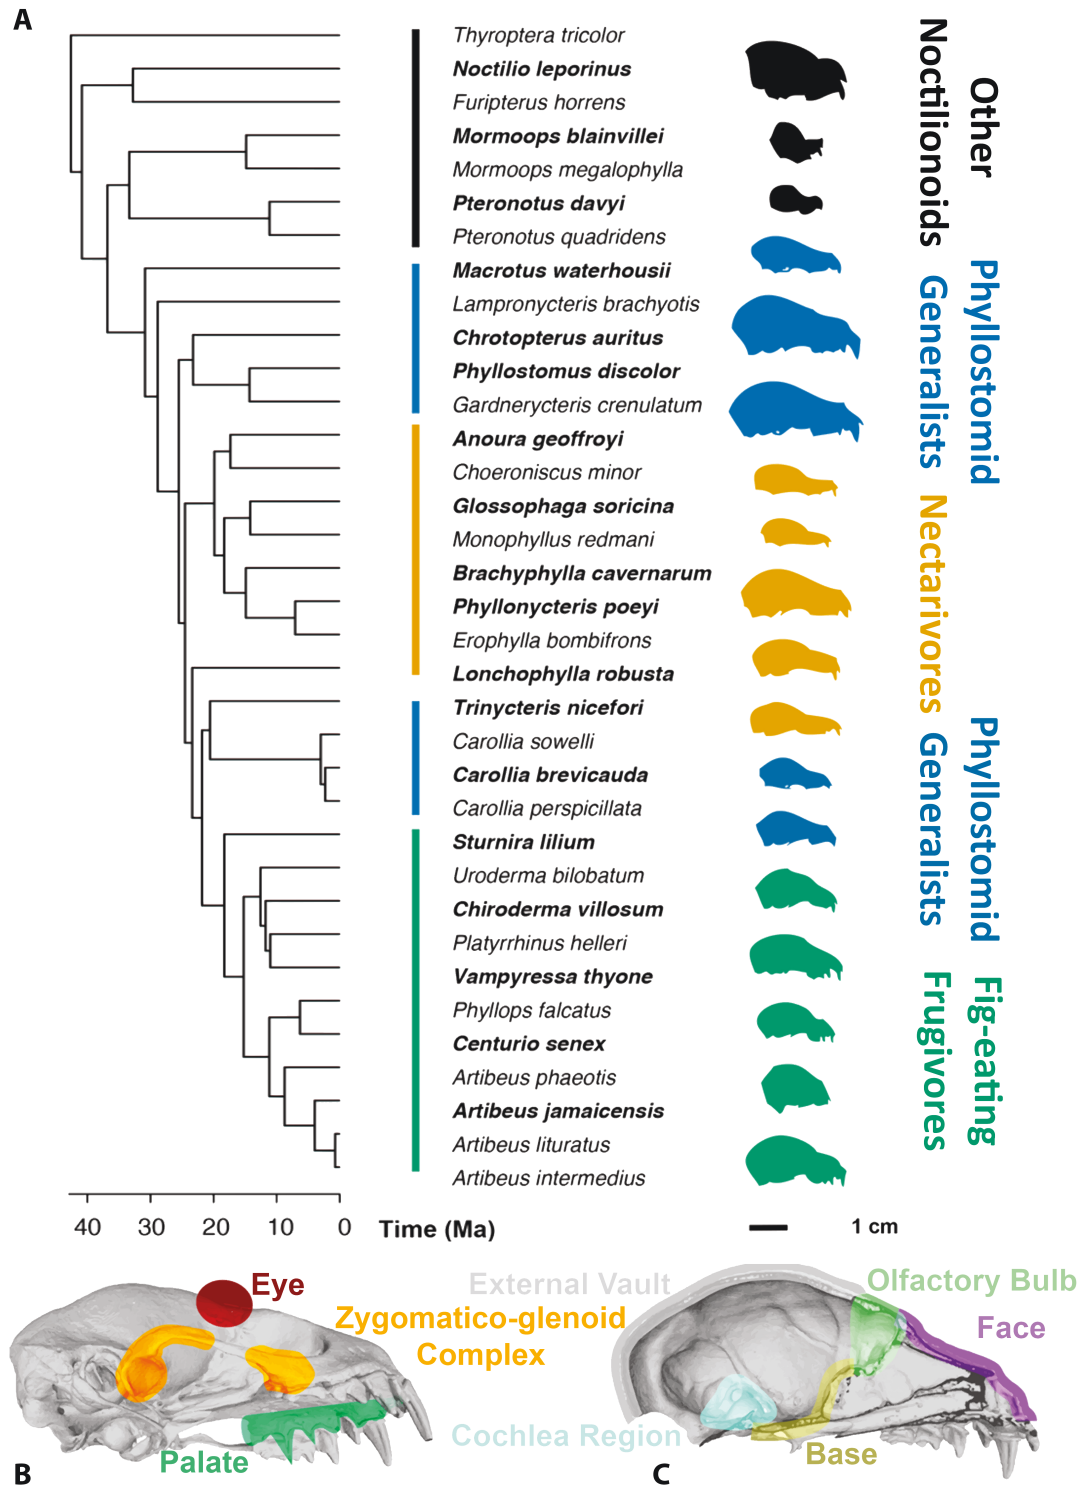 A
Thyroptera tricolor
Noctilio leporinus
Furipterus horrens
Mormoops blainvillei
Mormoops megalophylla
Pteronotus davyi
Pteronotus quadridens
Macrotus waterhousii
Lampronycteris brachyotis
Chrotopterus auritus
Phyllostomus discolor
Gardnerycteris crenulatum
Anoura geoffroyi
Choeroniscus minor
Glossophaga soricina
Monophyllus redmani
Brachyphylla cavernarum
Phyllonycteris poeyi
Erophylla bombifrons
Lonchophylla robusta
Trinycteris nicefori
Carollia sowelli
Carollia brevicauda
Carollia perspicillata
Sturnira lilium
Uroderma bilobatum
Chiroderma villosum
Platyrrhinus helleri
Vampyressa thyone
Phyllops falcatus
Centurio senex
Artibeus phaeotis
Artibeus jamaicensis
Artibeus lituratus
Artibeus intermedius
Other
Noctilionoids
Phyllostomid
Generalists
Nectarivores
Phyllostomid
Generalists
Fig-eating
Frugivores
40 30 20 10 0 Time (Ma)
1 cm
Eye
Zygomatico-glenoid
Complex
Palate
B
External Vault
Olfactory Bulb
Face
Cochlea Region
Base
C